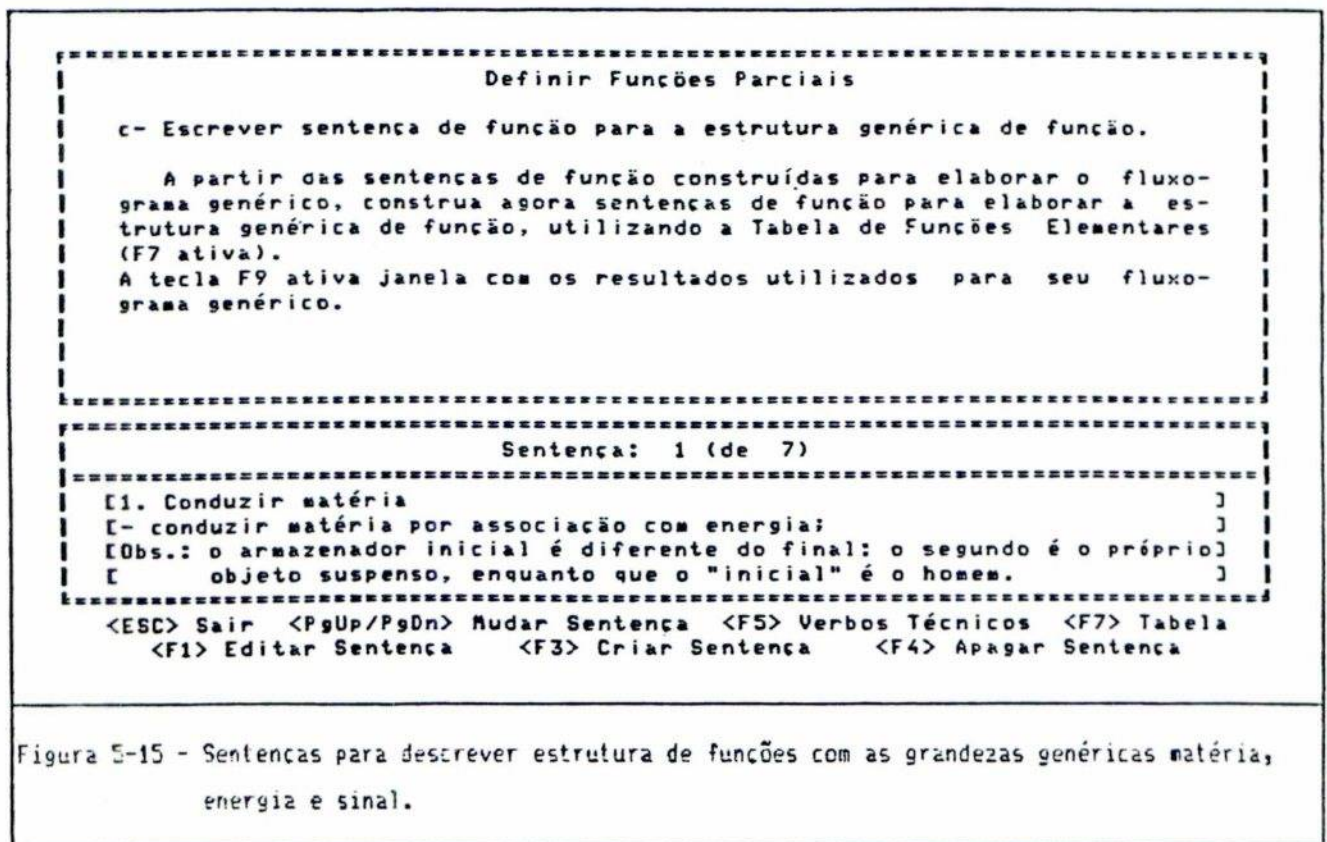 Definir Funções Parciais
c- Escrever sentença de função para a estrutura genérica de função.
A partir das sentenças de função construídas para elaborar o fluxo-
grama genérico, construa agora sentenças de função para elaborar a es-
trutura genérica de função, utilizando a Tabela de Funções Elementares
(F7 ativa).
A tecla F9 ativa janela com os resultados utilizados para seu fluxo-
grama genérico.
Sentença: 1 (de 7)
[1. Conduzir matéria ]
[- conduzir matéria por associação com energia; ]
[Obs.: o armazenador inicial é diferente do final: o segundo é o próprio]
[ objeto suspenso, enquanto que o "inicial" é o homem. ]
<ESC> Sair <PgUp/PgDn> Mudar Sentença <F5> Verbos Técnicos <F7> Tabela
<F1> Editar Sentença <F3> Criar Sentença <F4> Apagar Sentença
Figura 5-15 - Sentenças para descrever estrutura de funções com as grandezas genéricas matéria,
energia e sinal.